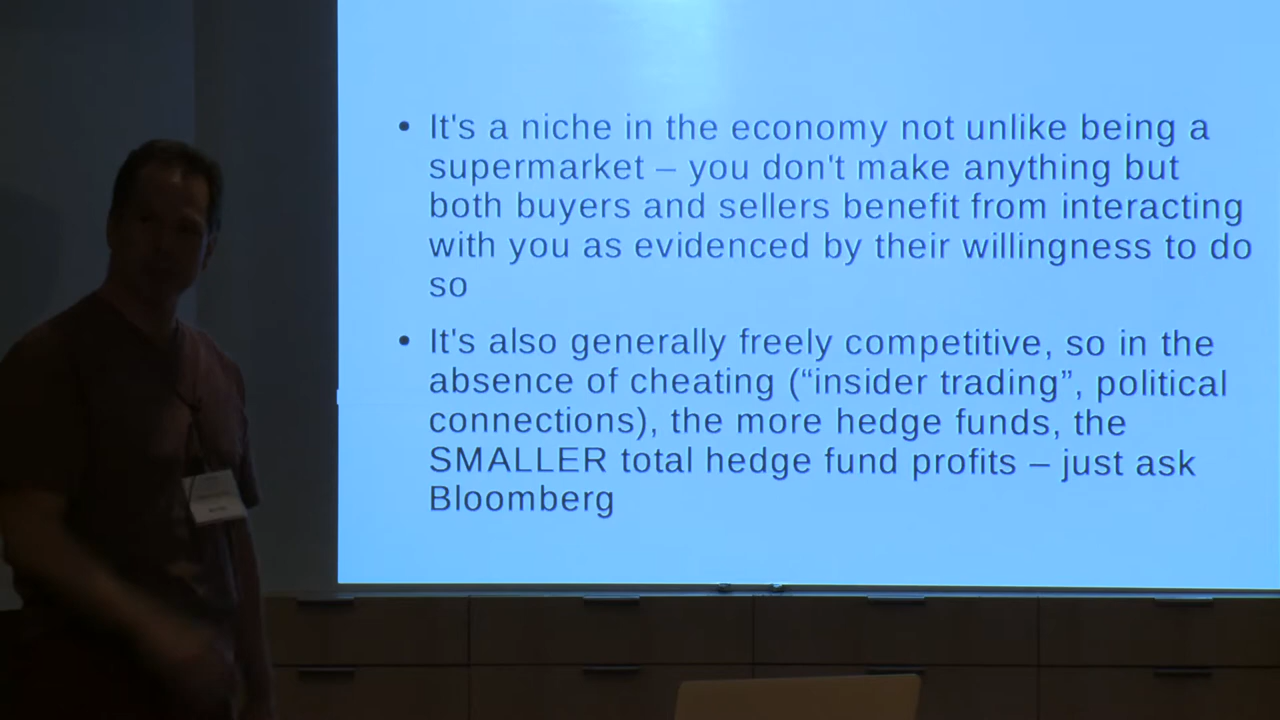 • It's a niche in the economy not unlike being a
supermarket – you don't make anything but
both buyers and sellers benefit from interacting
with you as evidenced by their willingness to do
so
• It's also generally freely competitive, so in the
absence of cheating (“insider trading”, political
connections), the more hedge funds, the
SMALLER total hedge fund profits – just ask
Bloomberg